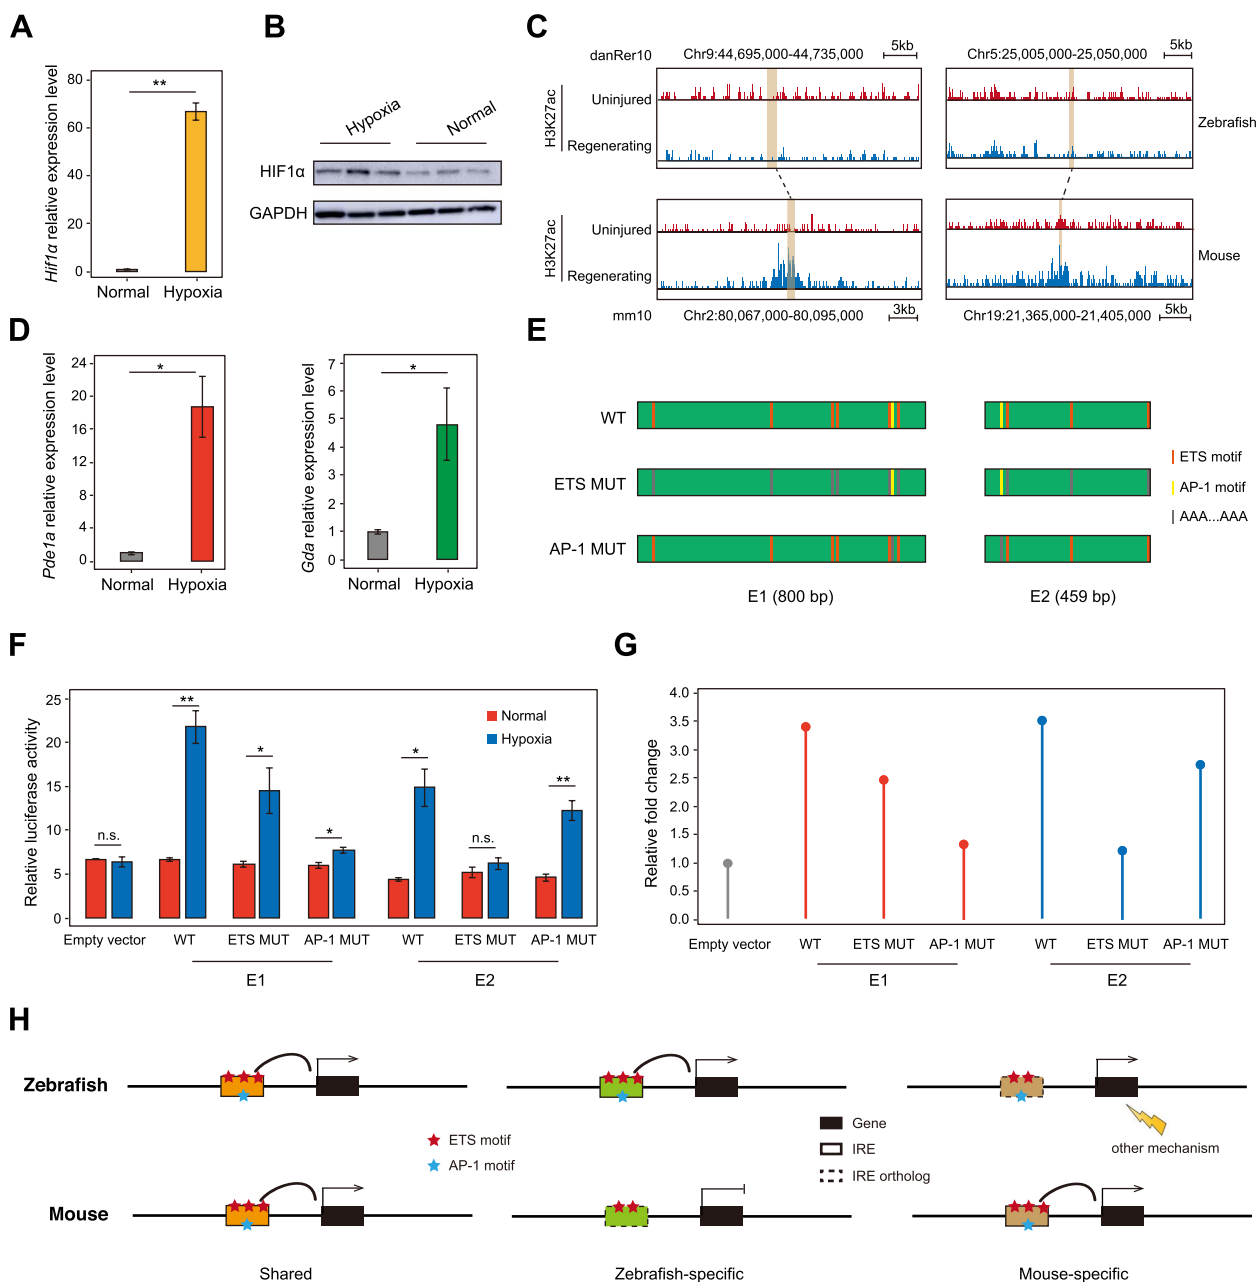 A
Hif1α relative expression level
80
60
40
20
0
**
Normal
Hypoxia
B
Hypoxia
Normal
HIF1α
GAPDH
C
danRer10
Chr9:44,695,000-44,735,000
5kb
Chr5:25,005,000-25,050,000
5kb
H3K27ac
Uninjured
Regenerating
Zebrafish
H3K27ac
Uninjured
Regenerating
Mouse
mm10
Chr2:80,067,000-80,095,000
3kb
Chr19:21,365,000-21,405,000
5kb
D
Pde1a relative expression level
24
20
16
12
8
4
0
*
Normal
Hypoxia
Gda relative expression level
7
6
5
4
3
2
1
0
*
Normal
Hypoxia
E
WT
ETS MUT
AP-1 MUT
ETS motif
AP-1 motif
AAA...AAA
E1 (800 bp)
E2 (459 bp)
F
Relative luciferase activity
25
20
15
10
5
0
n.s.
**
*
*
*
n.s.
**
Normal
Hypoxia
Empty vector
WT
ETS MUT
AP-1 MUT
WT
ETS MUT
AP-1 MUT
E1
E2
G
Relative fold change
4.0
3.5
3.0
2.5
2.0
1.5
1.0
0.5
0.0
Empty vector
WT
ETS MUT
AP-1 MUT
WT
ETS MUT
AP-1 MUT
E1
E2
H
Zebrafish
ETS motif
AP-1 motif
Gene
IRE
IRE ortholog
other mechanism
Mouse
Shared
Zebrafish-specific
Mouse-specific